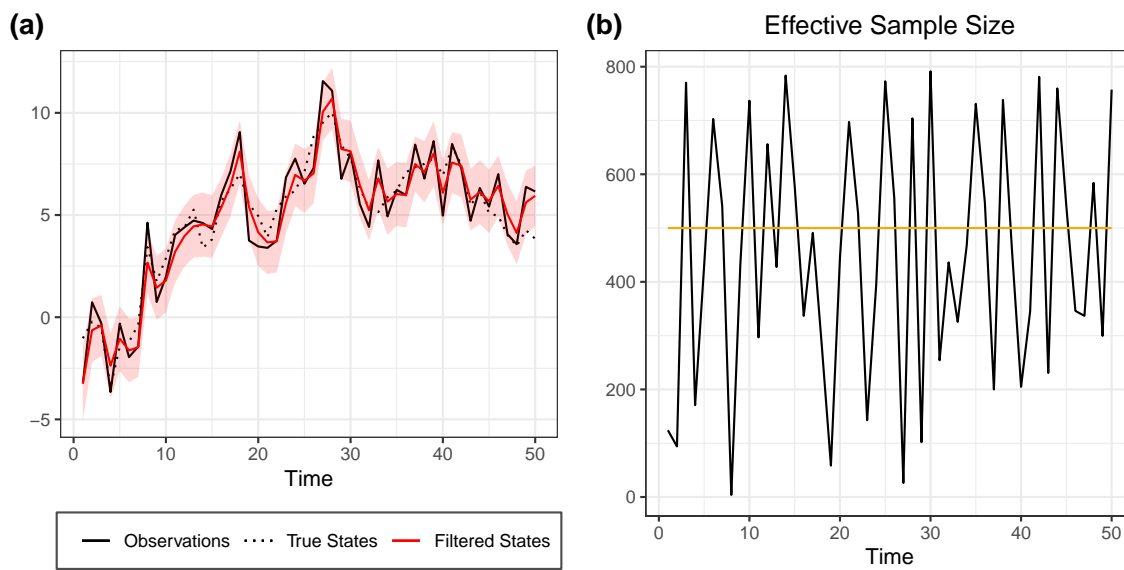 (a)
10
5
0
−5
0 10 20 30 40 50
Time
Observations True States Filtered States
(b) Effective Sample Size
800
600
400
200
0
0 10 20 30 40 50
Time